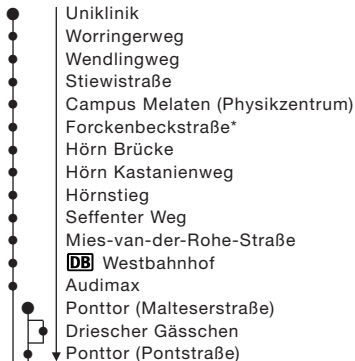 Uniklinik
Worringerweg
Wendlingweg
Stiewistraße
Campus Melaten (Physikzentrum)
Forckenbeckstraße*
Hörn Brücke
Hörn Kastanienweg
Hörnstieg
Seffenter Weg
Mies-van-der-Rohe-Straße
DB Westbahnhof
Audimax
Ponttor (Malteserstraße)
Driescher Gässchen
Ponttor (Pontstraße)